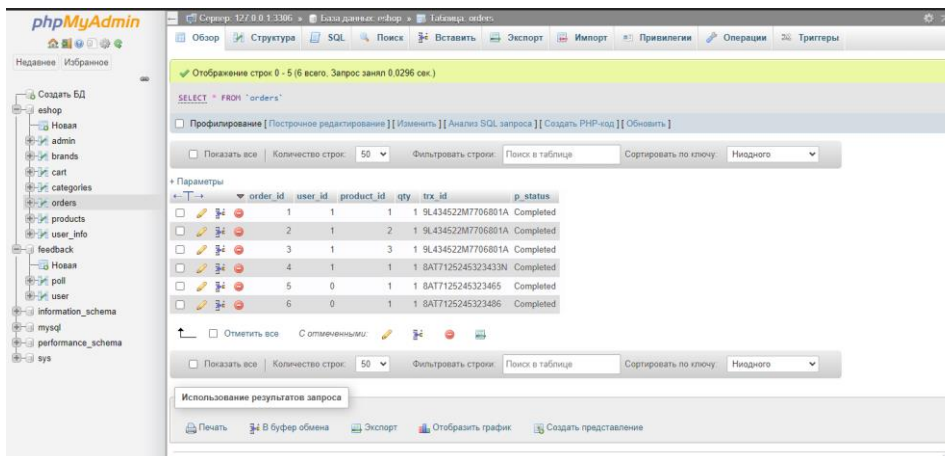 phpMyAdmin
Недавнее Избранное
Создать БД
eshop
Новая
admin
brands
cart
categories
orders
products
user_info
feedback
Новая
poll
user
information_schema
mysql
performance_schema
sys
Сервер: 127.0.0.1:3306 » База данных: eshop » Таблица: orders
Обзор Структура SQL Поиск Вставить Экспорт Импорт Привилегии Операции Триггеры
Отображение строк 0 - 5 (6 всего, Запрос занял 0,0296 сек.)
SELECT * FROM `orders`
Профилирование [ Построчное редактирование ] [ Изменить ] [ Анализ SQL запроса ] [ Создать PHP-код ] [ Обновить ]
Показать все | Количество строк: 50 Фильтровать строки: Поиск в таблице Сортировать по ключу: Ниодного
+ Параметры
←T→ order_id user_id product_id qty trx_id p_status
1 1 1 1 9L434522M7706801A Completed
2 1 2 1 9L434522M7706801A Completed
3 1 3 1 9L434522M7706801A Completed
4 1 1 1 8AT7125245323433N Completed
5 0 1 1 8AT7125245323465 Completed
6 0 1 1 8AT7125245323486 Completed
Отметить все С отмеченными:
Показать все | Количество строк: 50 Фильтровать строки: Поиск в таблице Сортировать по ключу: Ниодного
Использование результатов запроса
Печать В буфер обмена Экспорт Отобразить график Создать представление